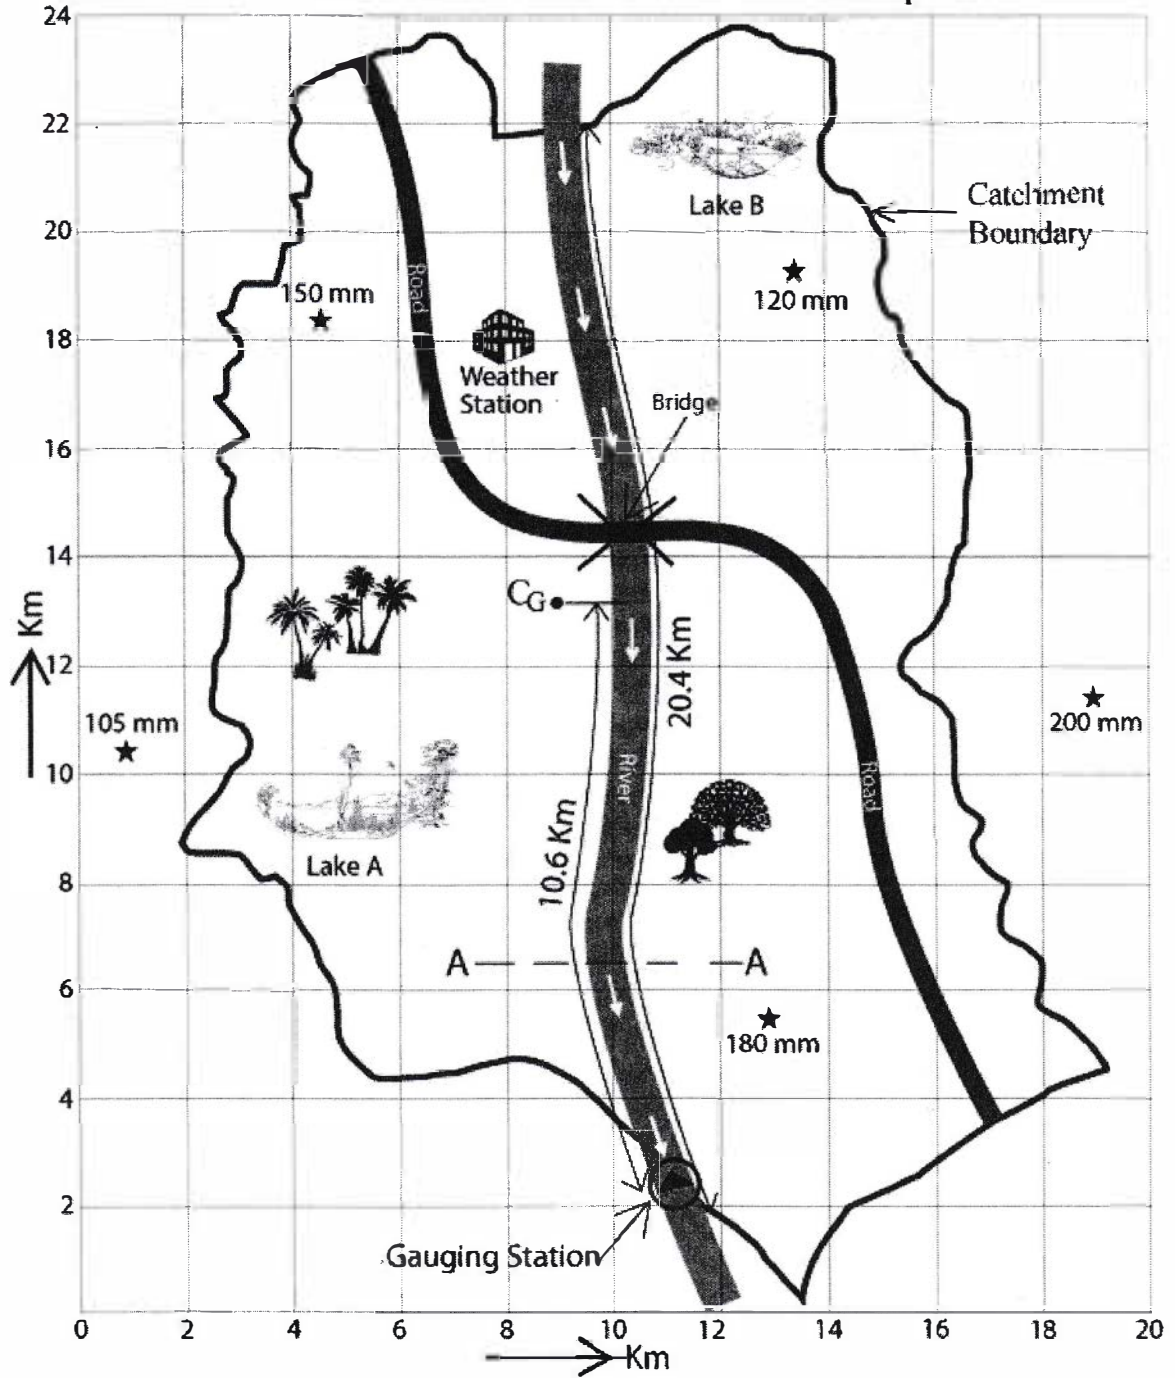 24
22
20
18
16
14
12
10
8
6
4
2
Km
Lake B
Catchment
Boundary
150 mm
Road
120 mm
Weather
Station
Bridge
CG
20.4 Km
105 mm
200 mm
River
Road
10.6 Km
Lake A
A
A
180 mm
Gauging Station
0 2 4 6 8 10 12 14 16 18 20
Km